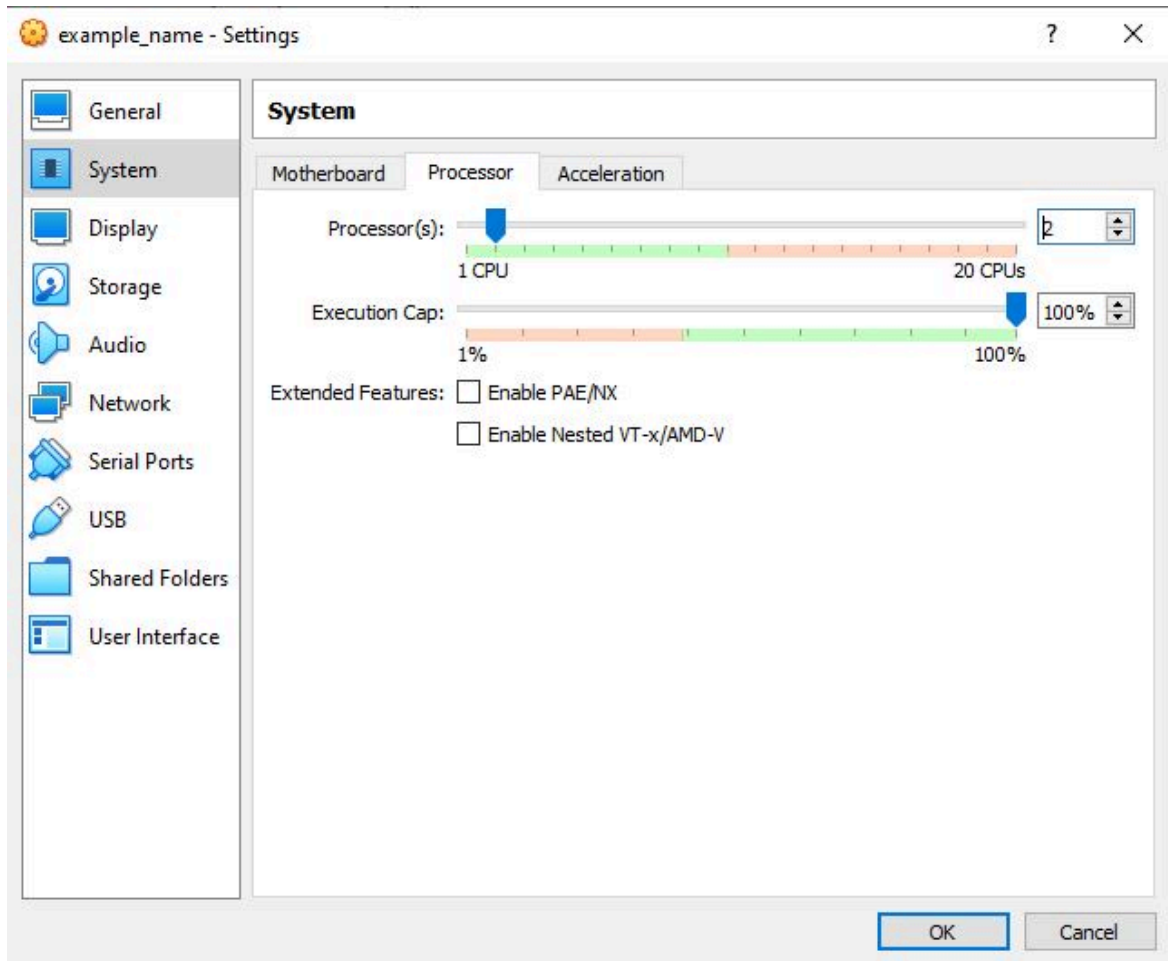 example_name - Settings
?
General
System
Display
Storage
Audio
Network
Serial Ports
USB
Shared Folders
User Interface
System
Motherboard Processor Acceleration
Processor(s): 2
1 CPU 20 CPUs
Execution Cap: 100%
1% 100%
Extended Features: Enable PAE/NX
Enable Nested VT-x/AMD-V
OK Cancel